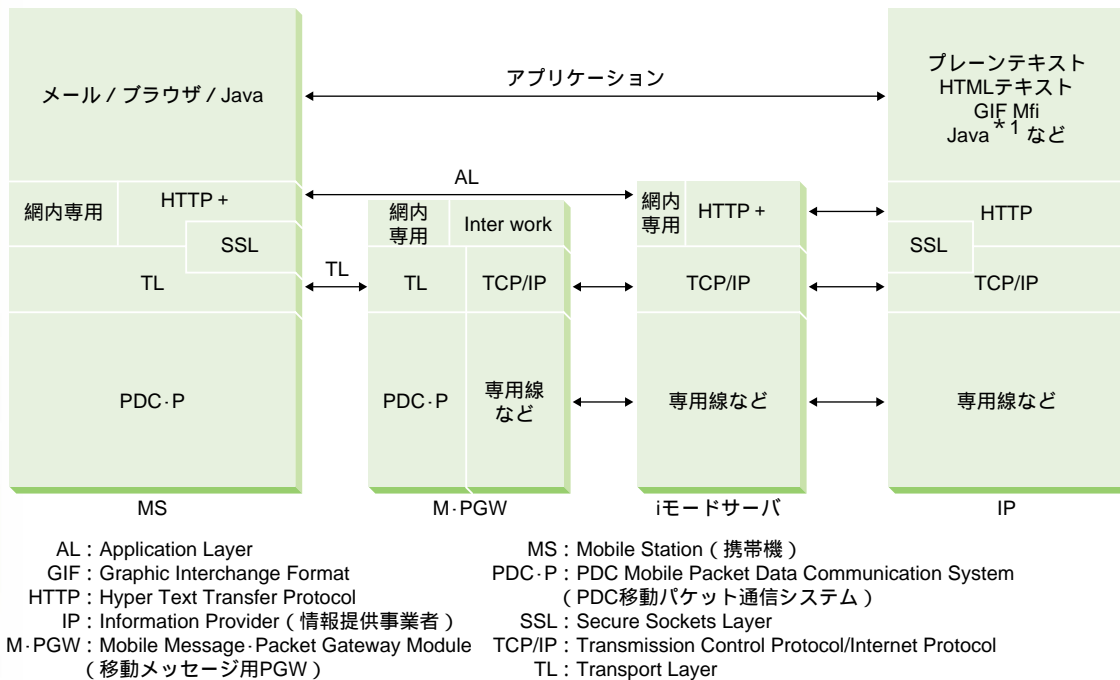 アプリケーション
メール / ブラウザ / Java
プレーンテキスト
HTMLテキスト
GIF Mfi
Java*1 など
AL
網内専用
HTTP +
SSL
TL
PDC·P
TL
網内
専用
Inter work
TL
TCP/IP
PDC·P
専用線
など
網内
専用
HTTP +
TCP/IP
専用線など
HTTP
SSL
TCP/IP
専用線など
MS
M·PGW
iモードサーバ
IP
AL : Application Layer
GIF : Graphic Interchange Format
HTTP : Hyper Text Transfer Protocol
IP : Information Provider ( 情報提供事業者 )
M·PGW : Mobile Message·Packet Gateway Module
( 移動メッセージ用PGW )
MS : Mobile Station ( 携帯機 )
PDC·P : PDC Mobile Packet Data Communication System
( PDC移動パケット通信システム )
SSL : Secure Sockets Layer
TCP/IP : Transmission Control Protocol/Internet Protocol
TL : Transport Layer